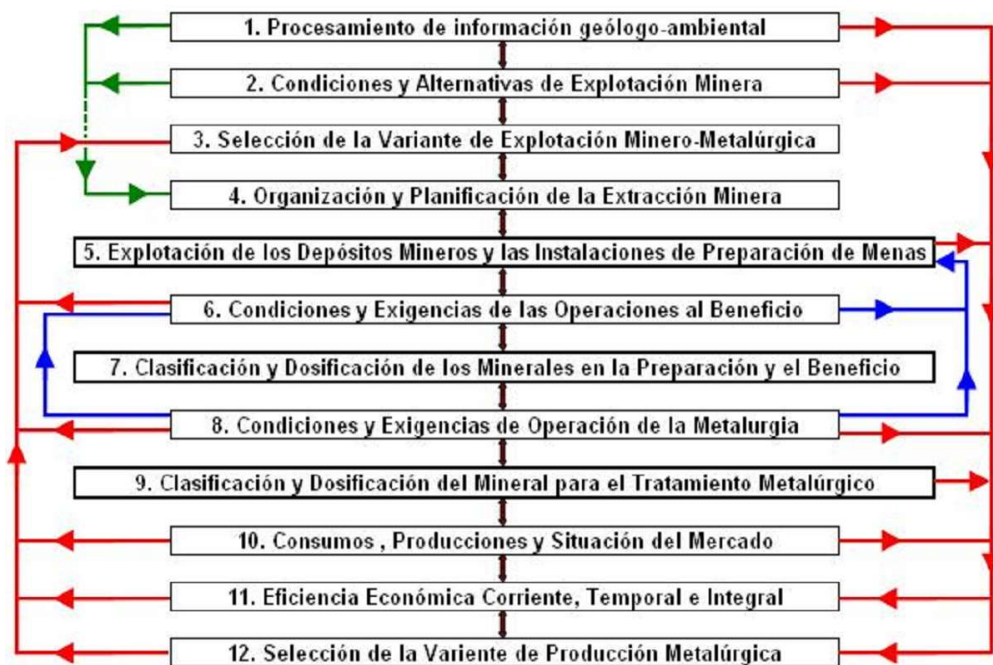 1. Procesamiento de información geólogo-ambiental
2. Condiciones y Alternativas de Explotación Minera
3. Selección de la Variante de Explotación Minero-Metalúrgica
4. Organización y Planificación de la Extracción Minera
5. Explotación de los Depósitos Mineros y las Instalaciones de Preparación de Menas
6. Condiciones y Exigencias de las Operaciones al Beneficio
7. Clasificación y Dosificación de los Minerales en la Preparación y el Beneficio
8. Condiciones y Exigencias de Operación de la Metalurgia
9. Clasificación y Dosificación del Mineral para el Tratamiento Metalúrgico
10. Consumos , Producciones y Situación del Mercado
11. Eficiencia Económica Corriente, Temporal e Integral
12. Selección de la Variente de Producción Metalúrgica